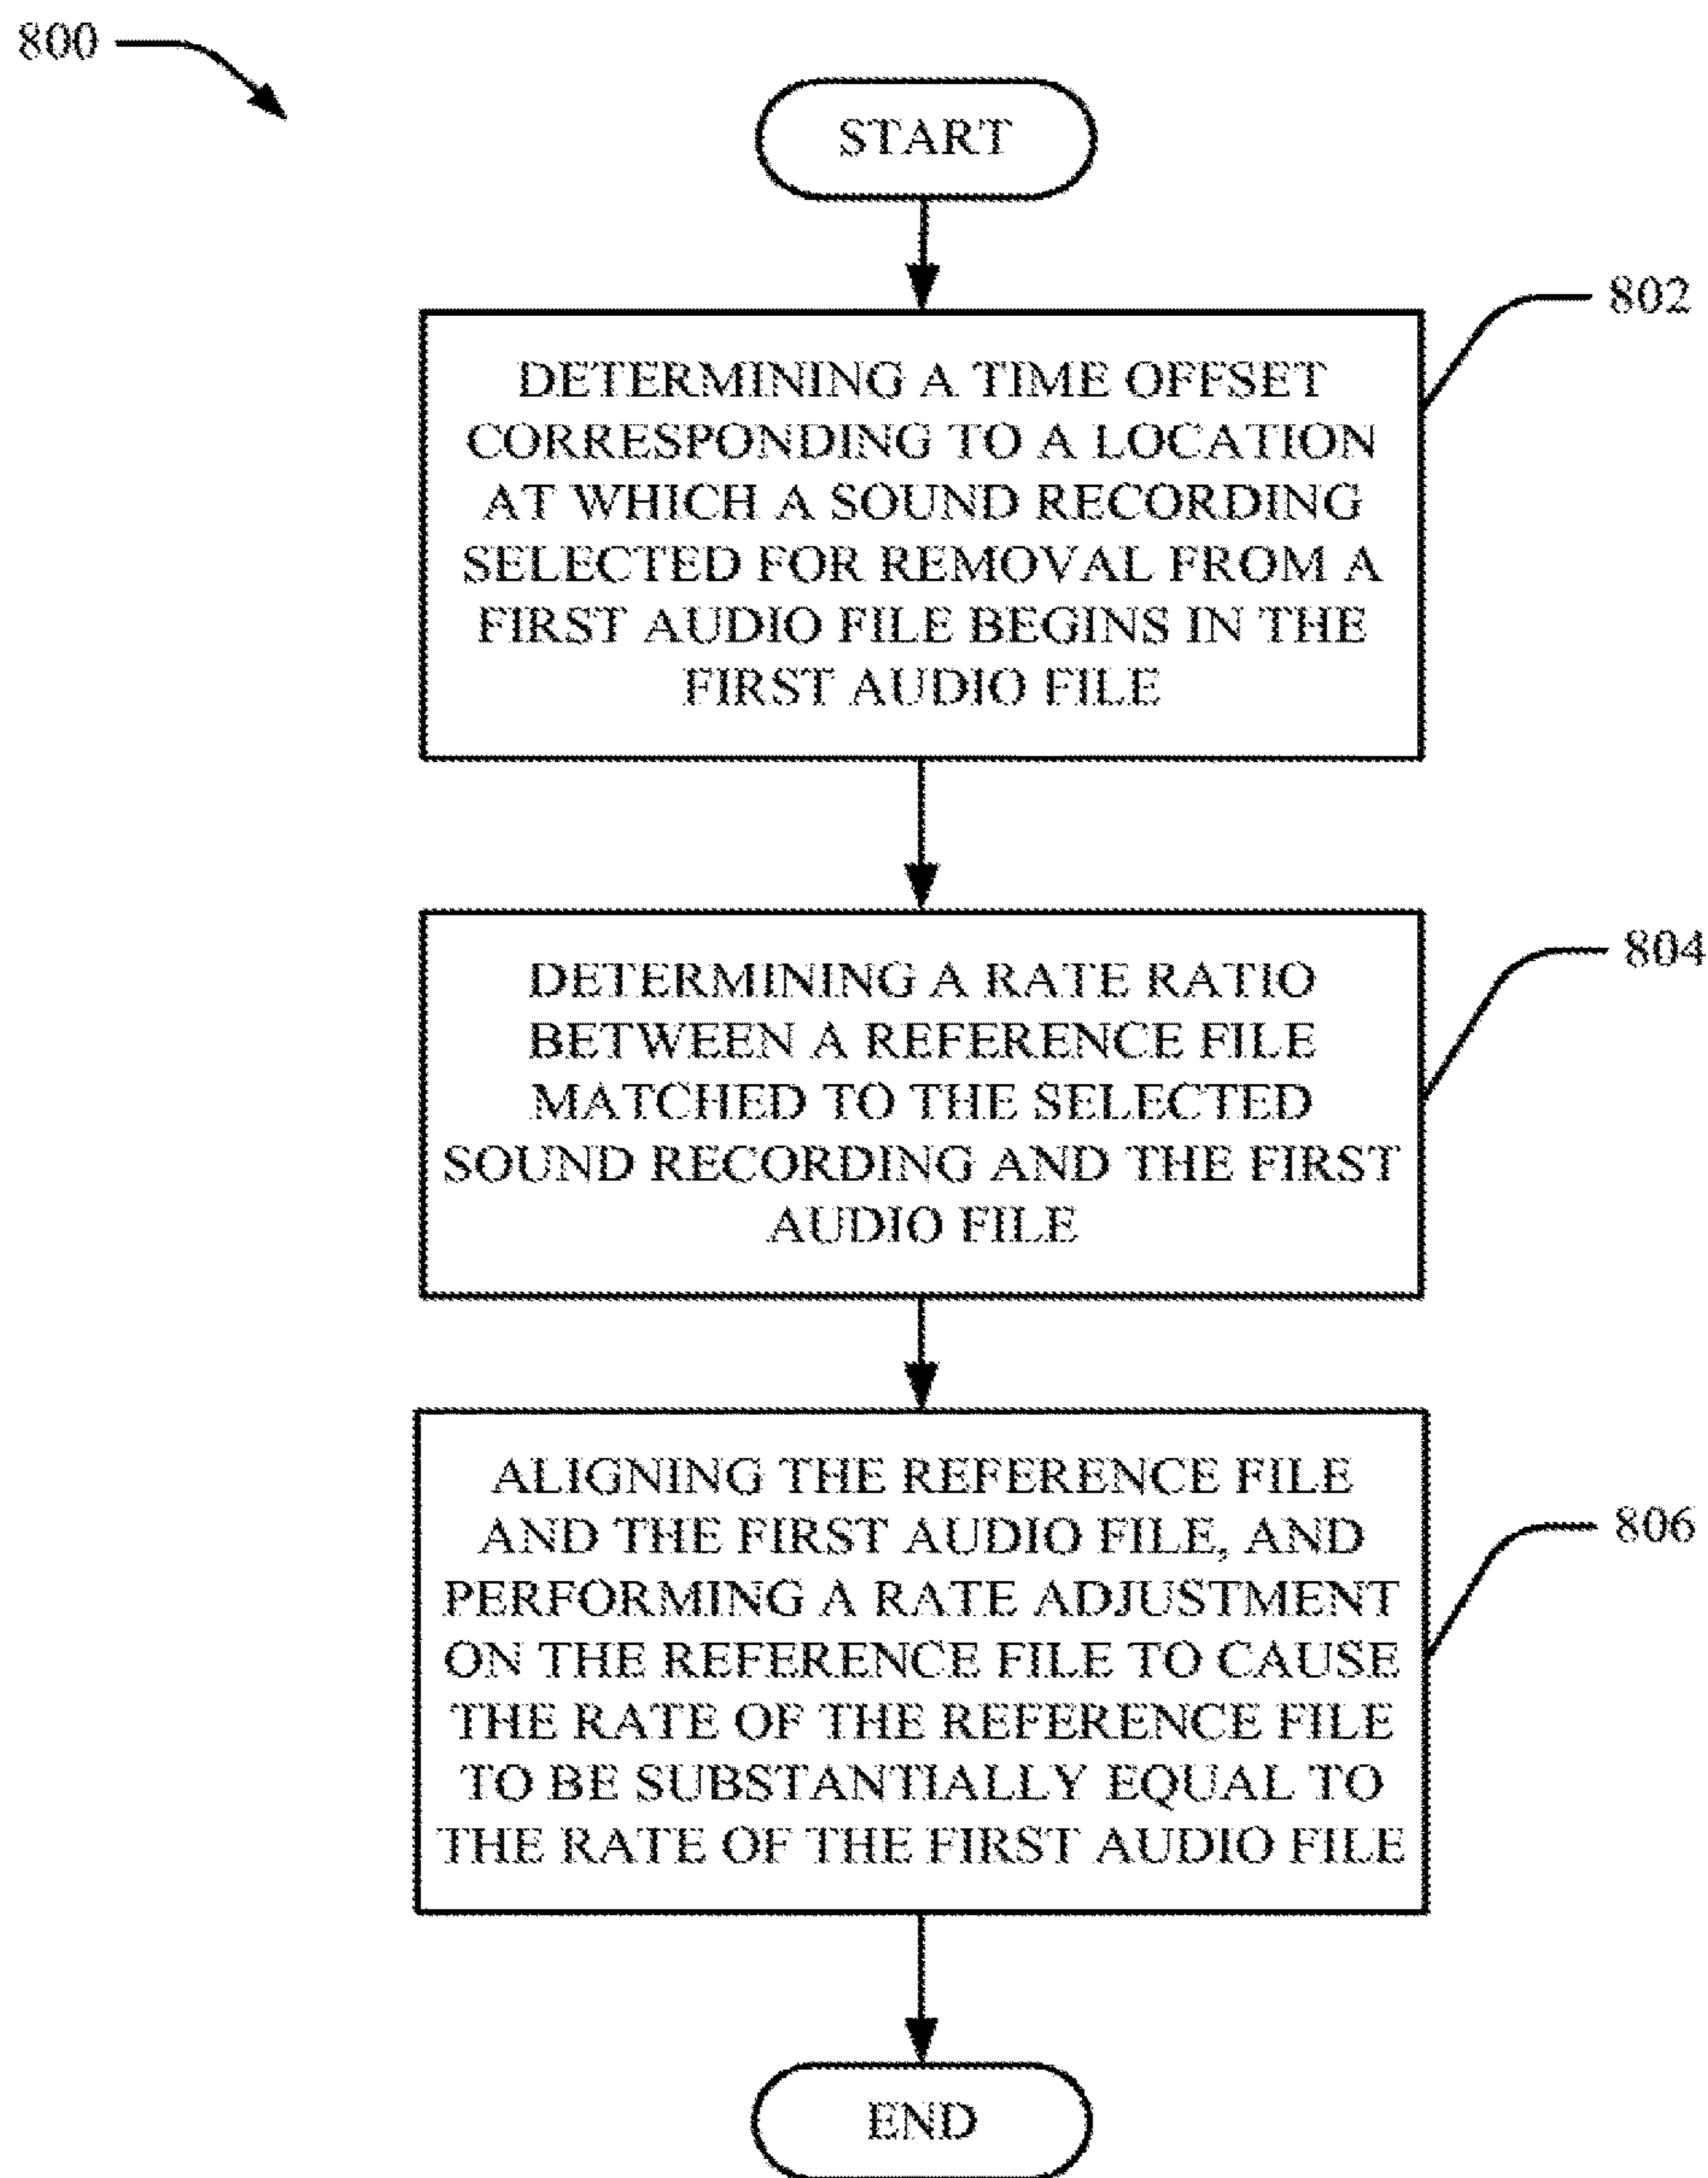 800
START
802
DETERMINING A TIME OFFSET
CORRESPONDING TO A LOCATION
AT WHICH A SOUND RECORDING
SELECTED FOR REMOVAL FROM A
FIRST AUDIO FILE BEGINS IN THE
FIRST AUDIO FILE
804
DETERMINING A RATE RATIO
BETWEEN A REFERENCE FILE
MATCHED TO THE SELECTED
SOUND RECORDING AND THE FIRST
AUDIO FILE
806
ALIGNING THE REFERENCE FILE
AND THE FIRST AUDIO FILE, AND
PERFORMING A RATE ADJUSTMENT
ON THE REFERENCE FILE TO CAUSE
THE RATE OF THE REFERENCE FILE
TO BE SUBSTANTIALLY EQUAL TO
THE RATE OF THE FIRST AUDIO FILE
END